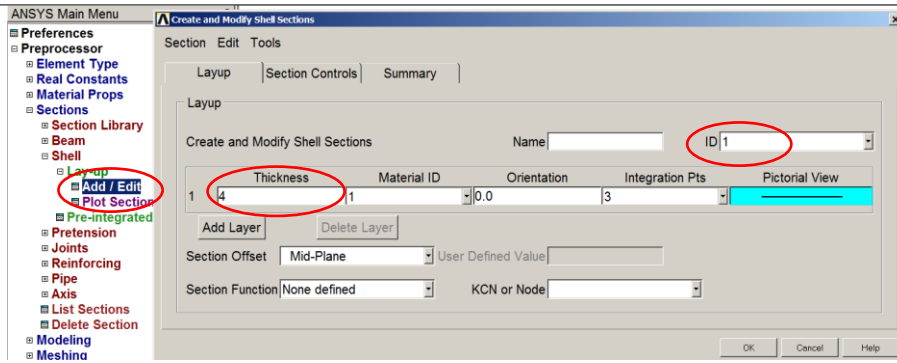 ANSYS Main Menu
Preferences
Preprocessor
Element Type
Real Constants
Material Props
Sections
Section Library
Beam
Shell
Lay-up
Add / Edit
Plot Section
Pre-integrated
Pretension
Joints
Reinforcing
Pipe
Axis
List Sections
Delete Section
Modeling
Meshing
Create and Modify Shell Sections
Section Edit Tools
Layup Section Controls Summary
Layup
Create and Modify Shell Sections Name ID 1
Thickness Material ID Orientation Integration Pts Pictorial View
1 4 1 0.0 3
Add Layer Delete Layer
Section Offset Mid-Plane User Defined Value
Section Function None defined KCN or Node
OK Cancel Help